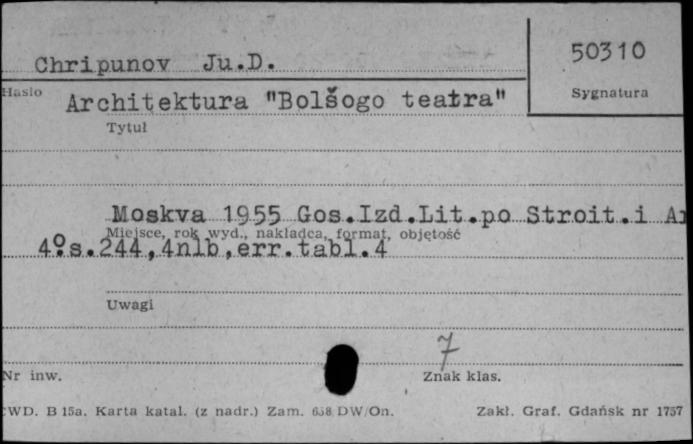 50310
Chripunov Ju.D.
Hasło
Sygnatura
Architektura "Bolšogo teatra"
Tytuł
Moskva 1955 Gos.Izd.Lit.po Stroit.i
Miejsce, rok wyd., nakładca, format, objętość
4º.s.244,4nlb,err.tabl.4
Uwagi
7
Nr inw.
Znak klas.
WD. B 15a. Karta katal. (z nadr.) Zam. 638 DW/On.
Zakł. Graf. Gdańsk nr 1757